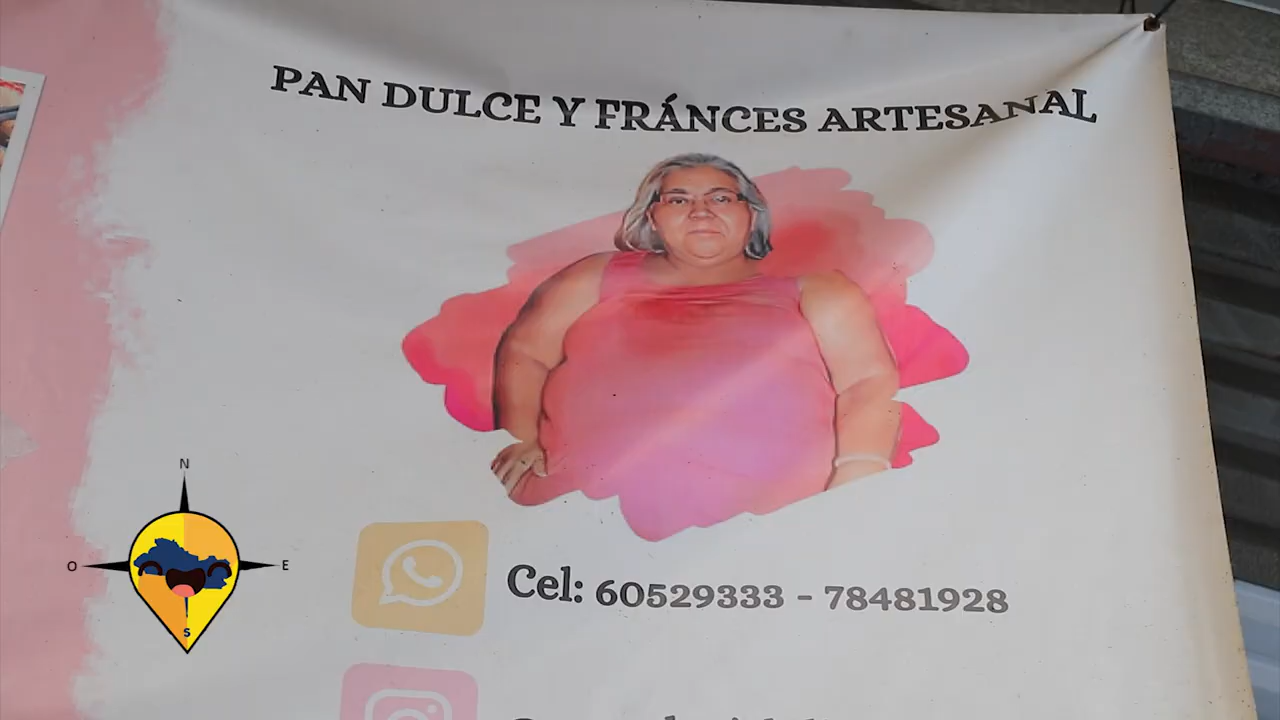 PAN DULCE Y FRÁNCES ARTESANAL
N
O
E
S
Cel: 60529333 - 78481928